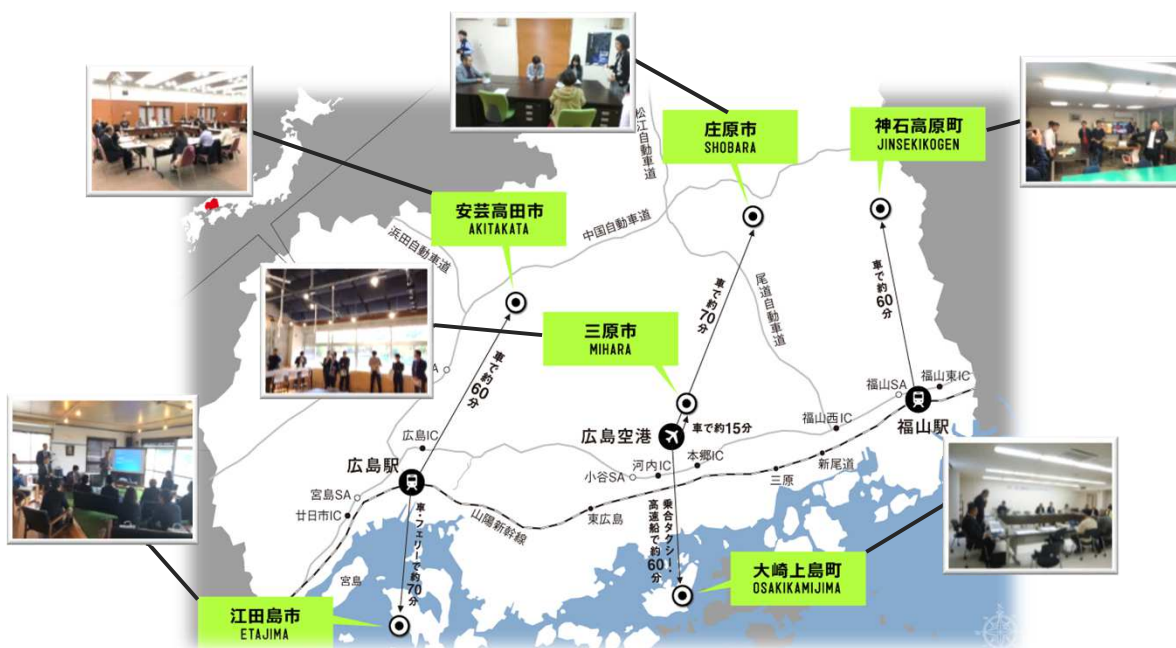 松江自動車道
庄原市
SHOBARA
神石高原町
JINSEKIKOGEN
安芸高田市
AKITAKATA
浜田自動車道
中国自動車道
車で約70分
尾道自動車道
車で約60分
三原市
MIHARA
車で約60分
A
福山SA
福山東IC
福山駅
福山西IC
広島空港
車で約15分
広島IC
広島駅
本郷IC
河内IC
小谷SA
新尾道
三原
宮島SA
廿日市IC
山陽新幹線
東広島
乗合タクシー・
高速船で約60分
車・フェリーで約70分
宮島
大崎上島町
OSAKIKAMIJIMA
江田島市
ETAJIMA